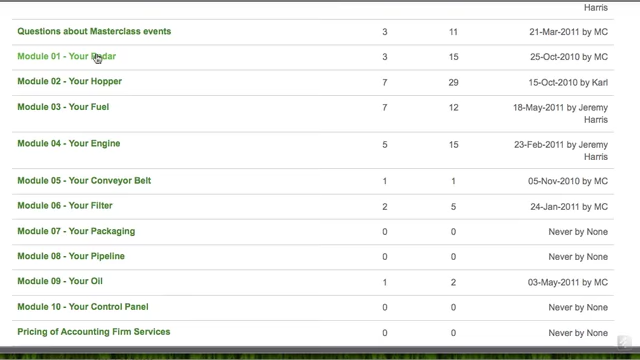 Harris
Questions about Masterclass events 3 11 21-Mar-2011 by MC
Module 01 - Your Radar 3 15 25-Oct-2010 by MC
Module 02 - Your Hopper 7 29 15-Oct-2010 by Karl
Module 03 - Your Fuel 7 12 18-May-2011 by Jeremy
Harris
Module 04 - Your Engine 5 15 23-Feb-2011 by Jeremy
Harris
Module 05 - Your Conveyor Belt 1 1 05-Nov-2010 by MC
Module 06 - Your Filter 2 5 24-Jan-2011 by MC
Module 07 - Your Packaging 0 0 Never by None
Module 08 - Your Pipeline 0 0 Never by None
Module 09 - Your Oil 1 2 03-May-2011 by MC
Module 10 - Your Control Panel 0 0 Never by None
Pricing of Accounting Firm Services 0 0 Never by None